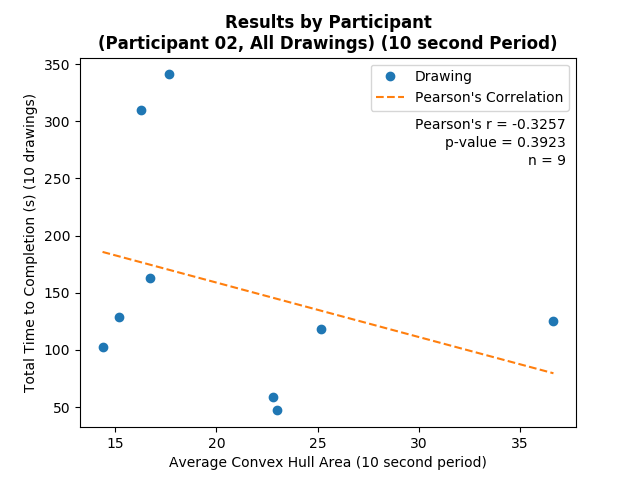 Results by Participant
(Participant 02, All Drawings) (10 second Period)
Drawing
Pearson's Correlation
Pearson's r = -0.3257
p-value = 0.3923
n = 9
Total Time to Completion (s) (10 drawings)
350
300
250
200
150
100
50
15
20
25
30
35
Average Convex Hull Area (10 second period)